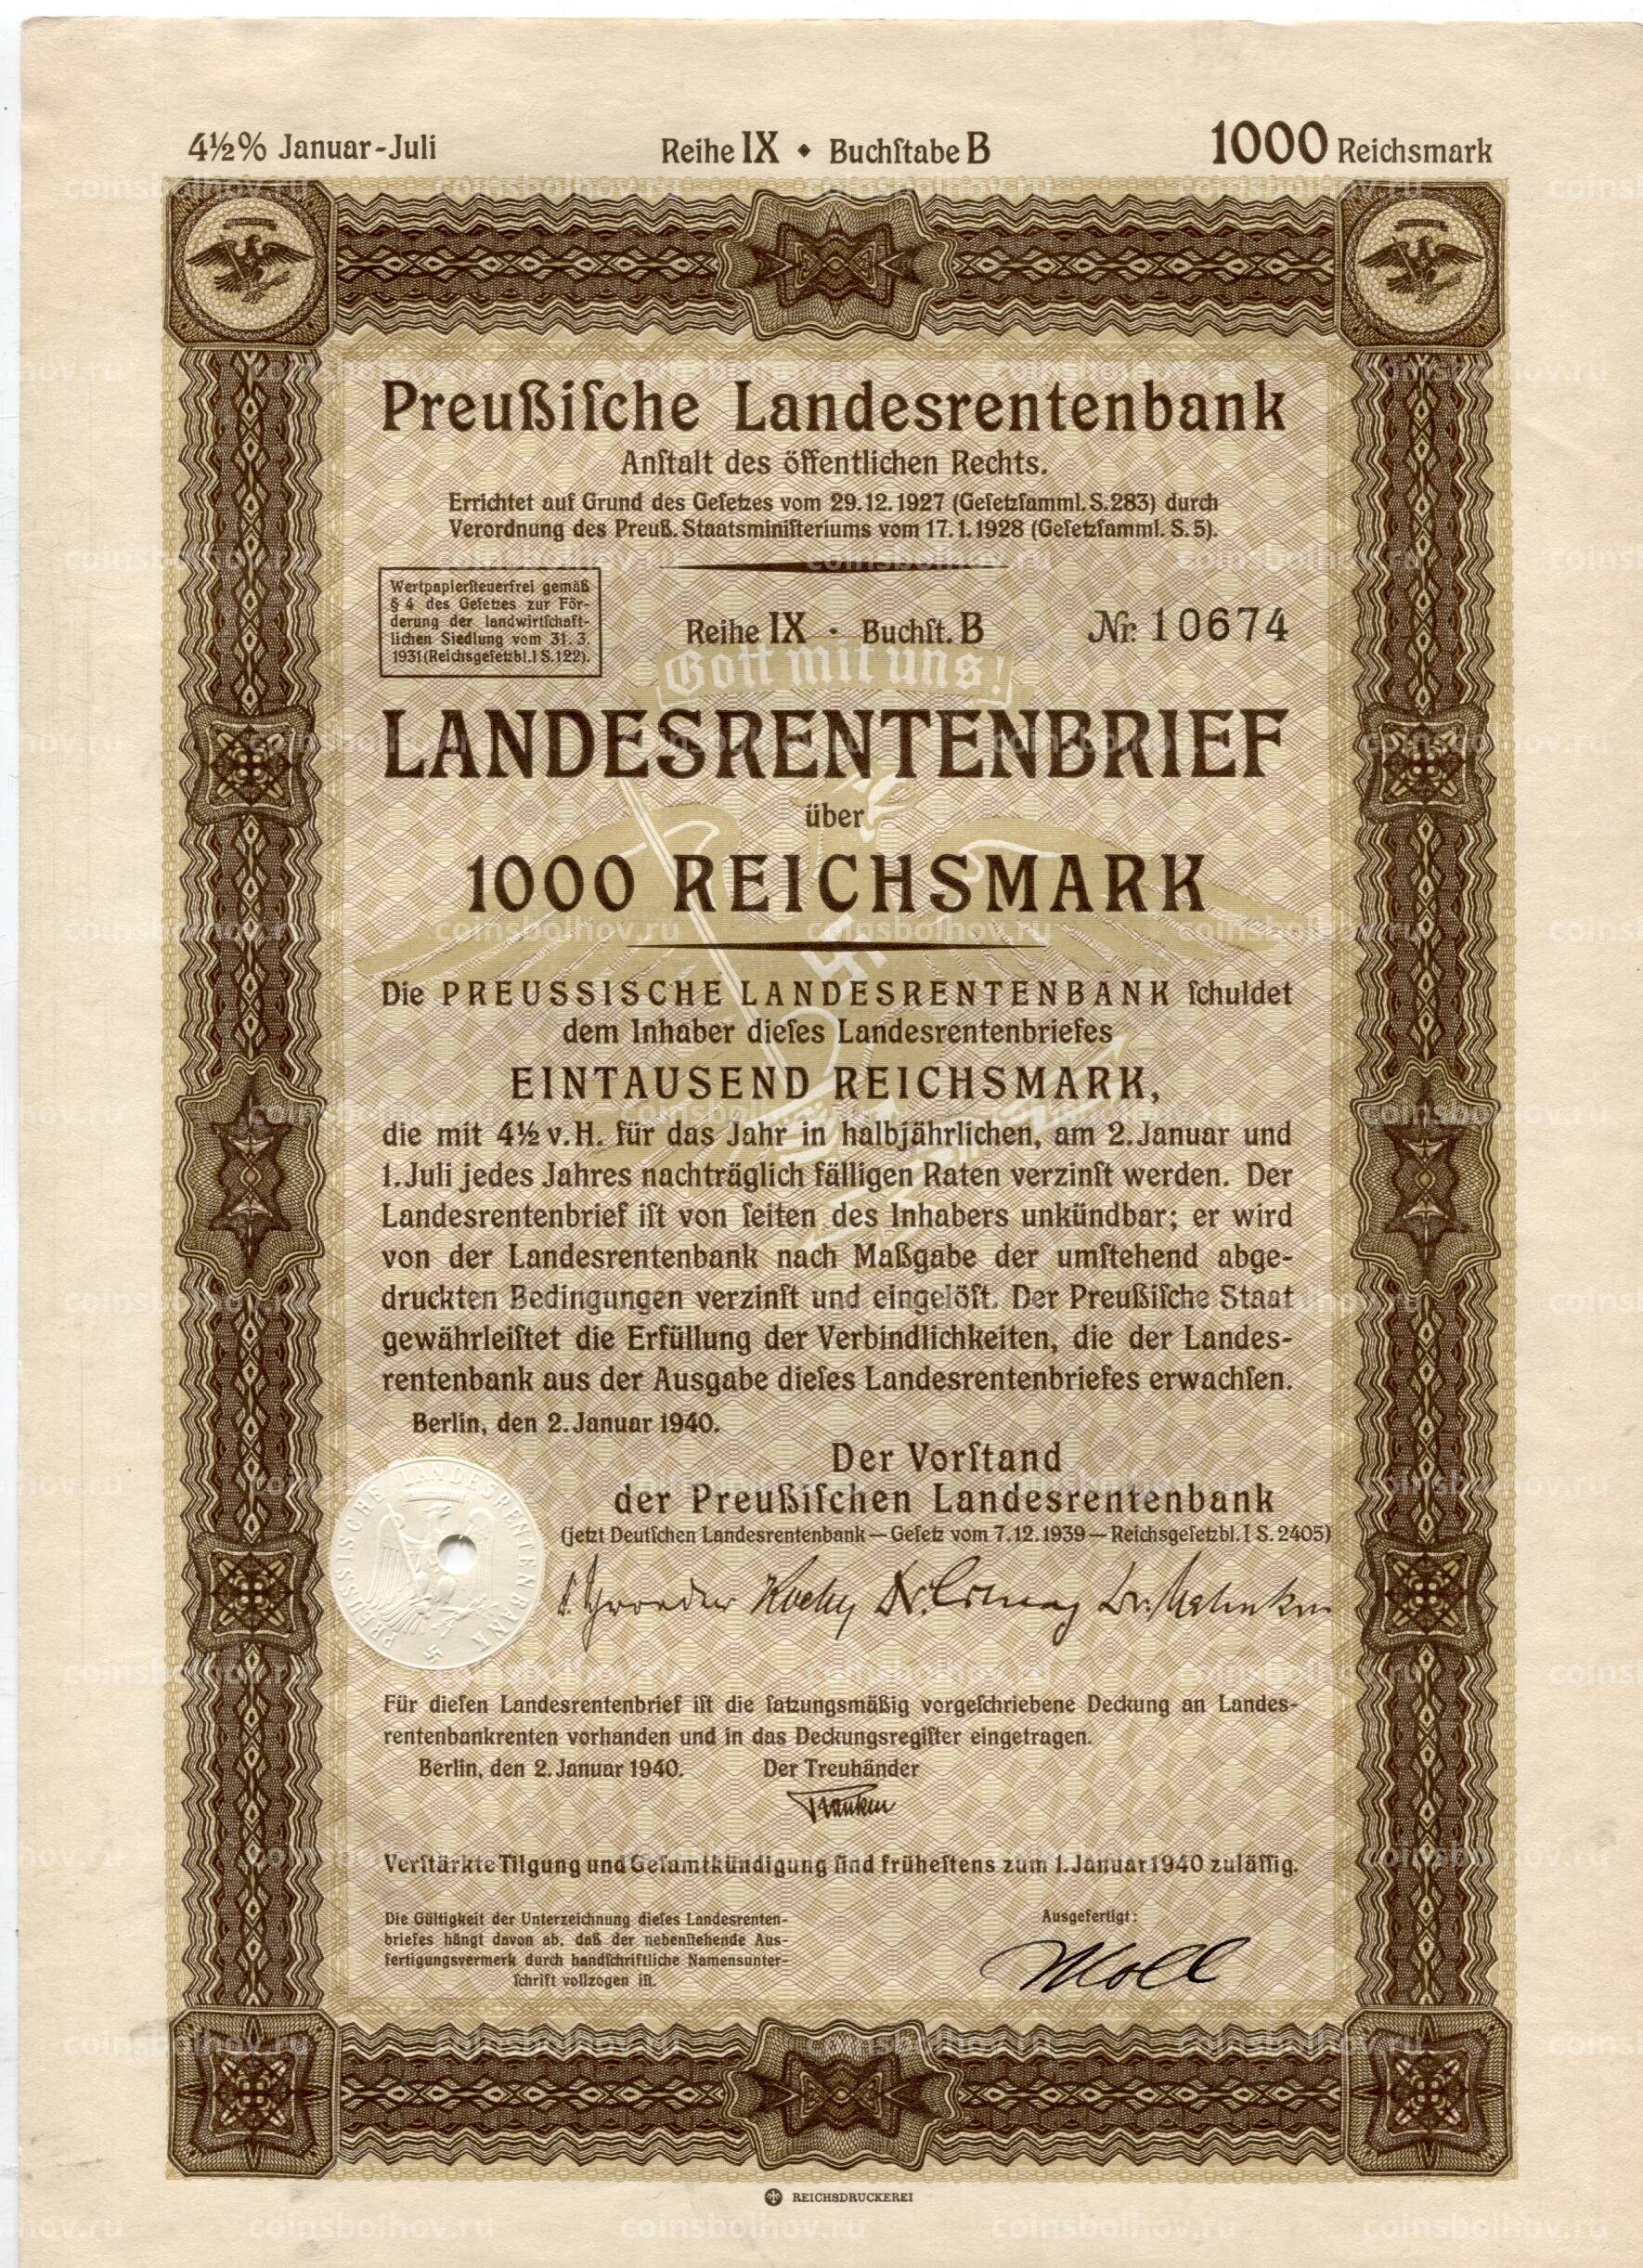 4½% Januar-Juli Reihe IX ◆ Buchſtabe B 1000 Reichsmark
Preußiſche Landesrentenbank
Anſtalt des öffentlichen Rechts.
Errichtet auf Grund des Geſetzes vom 29.12.1927 (Geſetzſamml. S. 283) durch
Verordnung des Preuß. Staatsminiſteriums vom 17.1.1928 (Geſetzſamml. S. 5).
Wertpapierſteuerfrei gemäß
§ 4 des Geſetzes zur För-
derung der landwirtſchaft-
lichen Siedlung vom 31. 3.
1931 (Reichsgeſetzbl. I S. 122).
Reihe IX - Buchſt. B Nr. 10674
Gott mit uns!
LANDESRENTENBRIEF
über
1000 REICHSMARK
Die PREUSSISCHE LANDESRENTENBANK ſchuldet
dem Inhaber dieſes Landesrentenbriefes
EINTAUSEND REICHSMARK,
die mit 4½ v. H. für das Jahr in halbjährlichen, am 2. Januar und
1. Juli jedes Jahres nachträglich fälligen Raten verzinſt werden. Der
Landesrentenbrief iſt von ſeiten des Inhabers unkündbar; er wird
von der Landesrentenbank nach Maßgabe der umſtehend abge-
druckten Bedingungen verzinſt und eingelöſt. Der Preußiſche Staat
gewährleiſtet die Erfüllung der Verbindlichkeiten, die der Landes-
rentenbank aus der Ausgabe dieſes Landesrentenbriefes erwachſen.
Berlin, den 2. Januar 1940.
Der Vorſtand
der Preußiſchen Landesrentenbank
(jetzt Deutſchen Landesrentenbank — Geſetz vom 7.12.1939 — Reichsgeſetzbl. I S. 2405)
PREUSSISCHE LANDESRENTENBANK
Für dieſen Landesrentenbrief iſt die ſatzungsmäßig vorgeſchriebene Deckung an Landes-
rentenbankrenten vorhanden und in das Deckungsregiſter eingetragen.
Berlin, den 2. Januar 1940. Der Treuhänder
Verſtärkte Tilgung und Geſamtkündigung ſind früheſtens zum 1. Januar 1940 zuläſſig.
Die Gültigkeit der Unterzeichnung dieſes Landesrenten-
briefes hängt davon ab, daß der nebenſtehende Aus-
fertigungsvermerk durch handſchriftliche Namensunter-
ſchrift vollzogen iſt.
Ausgefertigt:
Moll
REICHSDRUCKEREI
coinsbolhov.ru